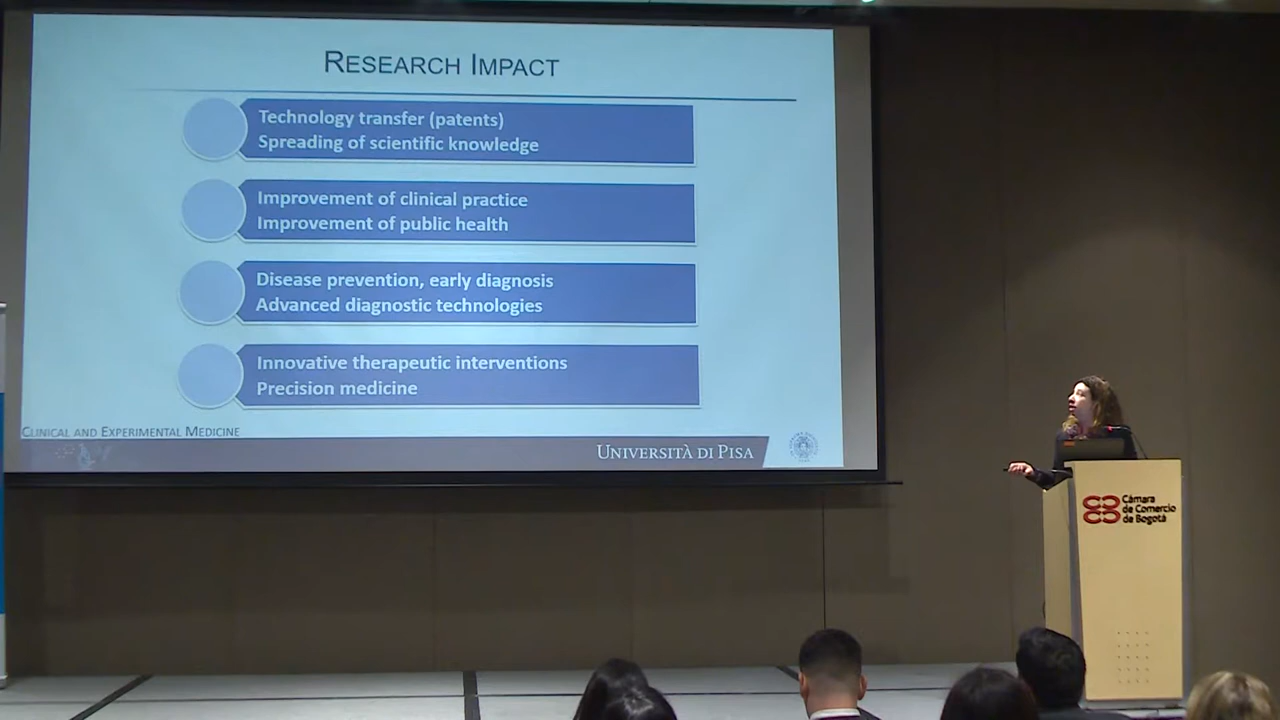 RESEARCH IMPACT
Technology transfer (patents)
Spreading of scientific knowledge
Improvement of clinical practice
Improvement of public health
Disease prevention, early diagnosis
Advanced diagnostic technologies
Innovative therapeutic interventions
Precision medicine
CLINICAL AND EXPERIMENTAL MEDICINE
UNIVERSITÀ DI PISA
Cámara
de Comercio
de Bogotá